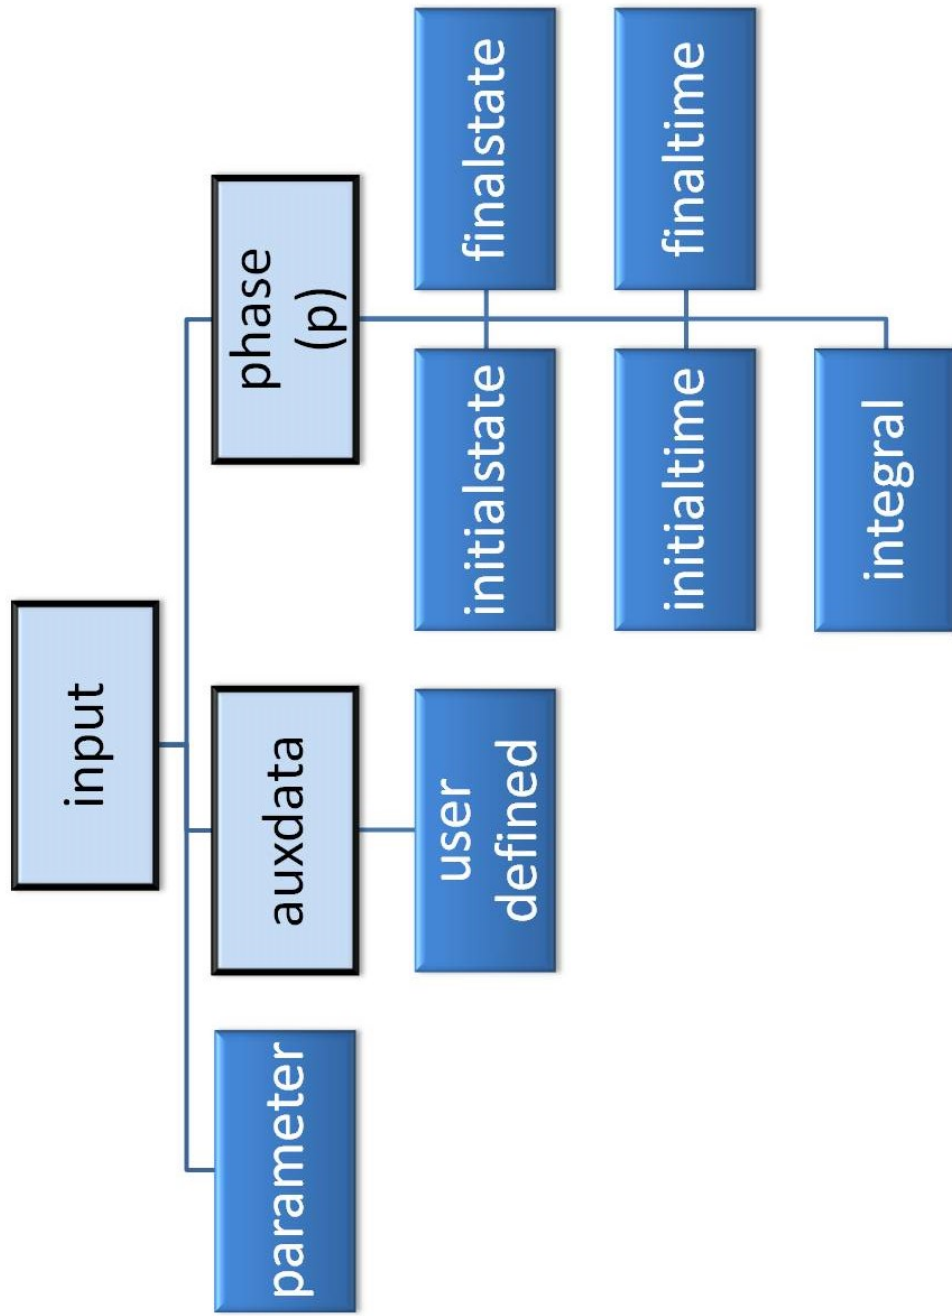 input
parameter
auxdata
phase
(p)
user
defined
initialstate
finalstate
initialtime
finaltime
integral